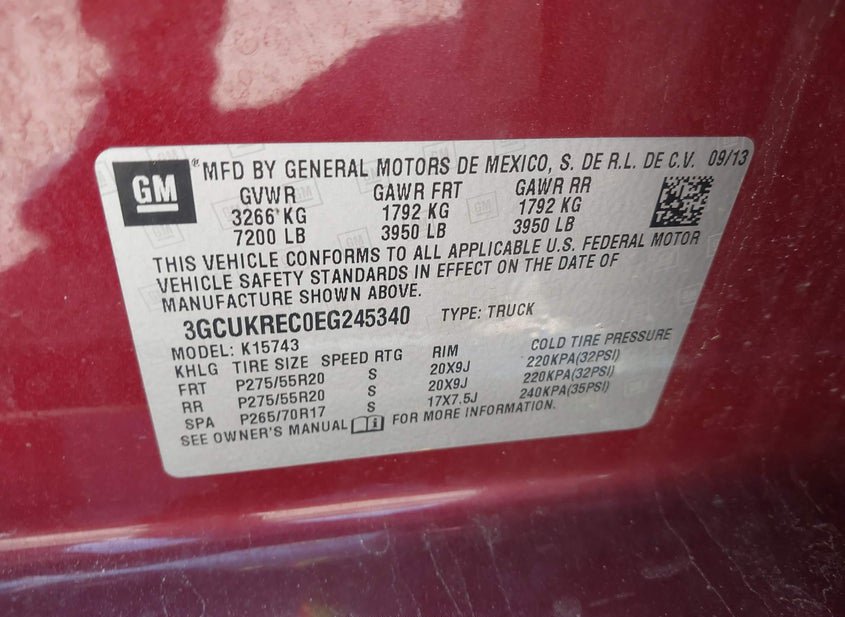 GM ® MFD BY GENERAL MOTORS DE MEXICO, S. DE R.L. DE C.V. 09/13
GVWR GAWR FRT GAWR RR
3266 KG 1792 KG 1792 KG
7200 LB 3950 LB 3950 LB
THIS VEHICLE CONFORMS TO ALL APPLICABLE U.S. FEDERAL MOTOR
VEHICLE SAFETY STANDARDS IN EFFECT ON THE DATE OF
MANUFACTURE SHOWN ABOVE.
3GCUKREC0EG245340 TYPE: TRUCK
MODEL: K15743
KHLG TIRE SIZE SPEED RTG RIM COLD TIRE PRESSURE
FRT P275/55R20 S 20X9J 220KPA(32PSI)
RR P275/55R20 S 20X9J 220KPA(32PSI)
SPA P265/70R17 S 17X7.5J 240KPA(35PSI)
SEE OWNER'S MANUAL FOR MORE INFORMATION.